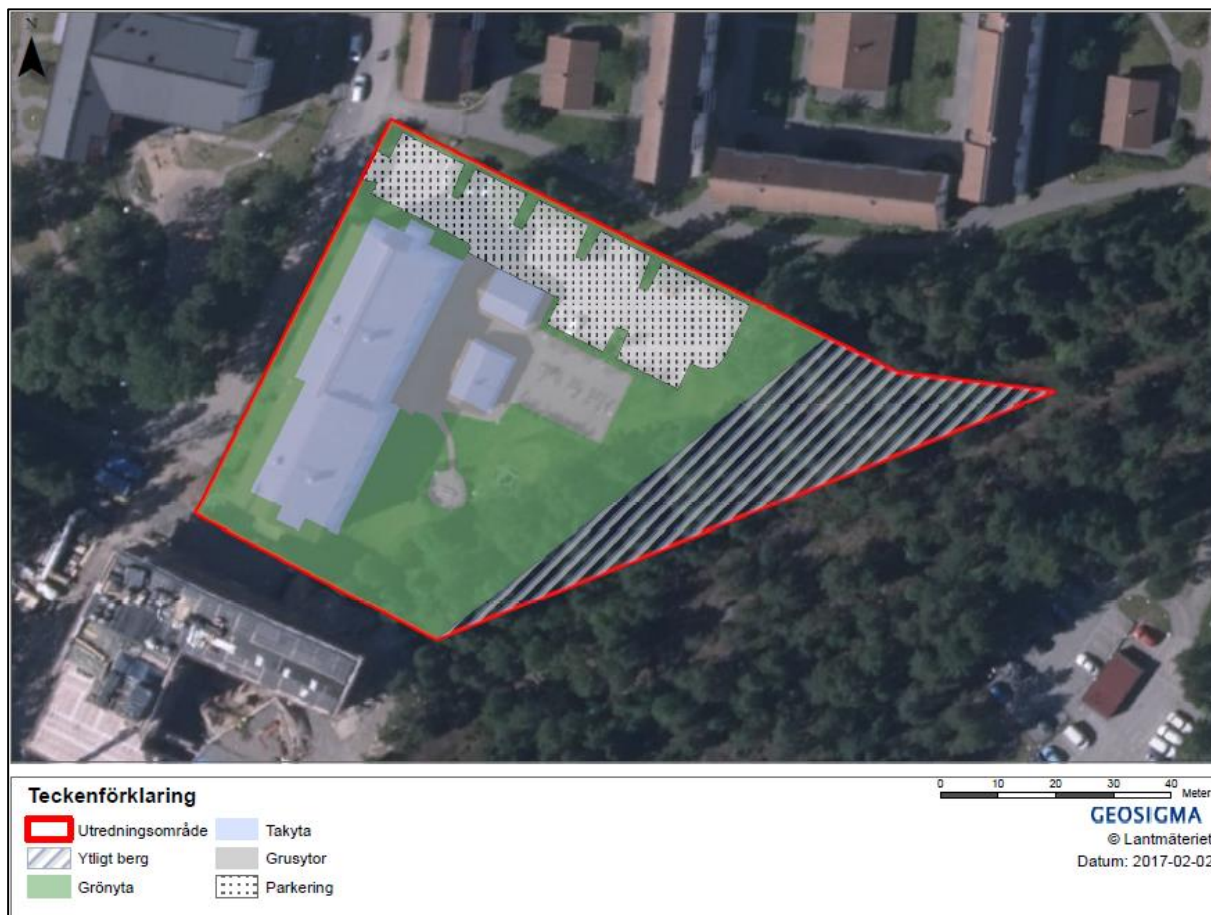 N
Teckenförklaring
Utredningsområde
Takyta
Ytligt berg
Grusytor
Grönyta
Parkering
0 10 20 30 40
Meter
GEOSIGMA
© Lantmäteriet
Datum: 2017-02-02